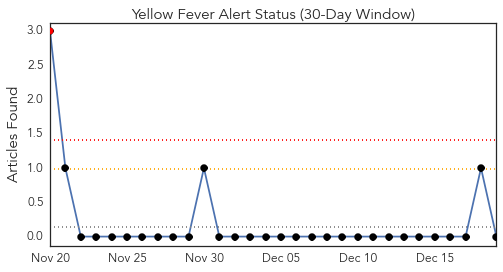 Yellow Fever Alert Status (30-Day Window)
3.0
2.5
2.0
1.5
1.0
0.5
0.0
Articles Found
Nov 20 Nov 25 Nov 30 Dec 05 Dec 10 Dec 15